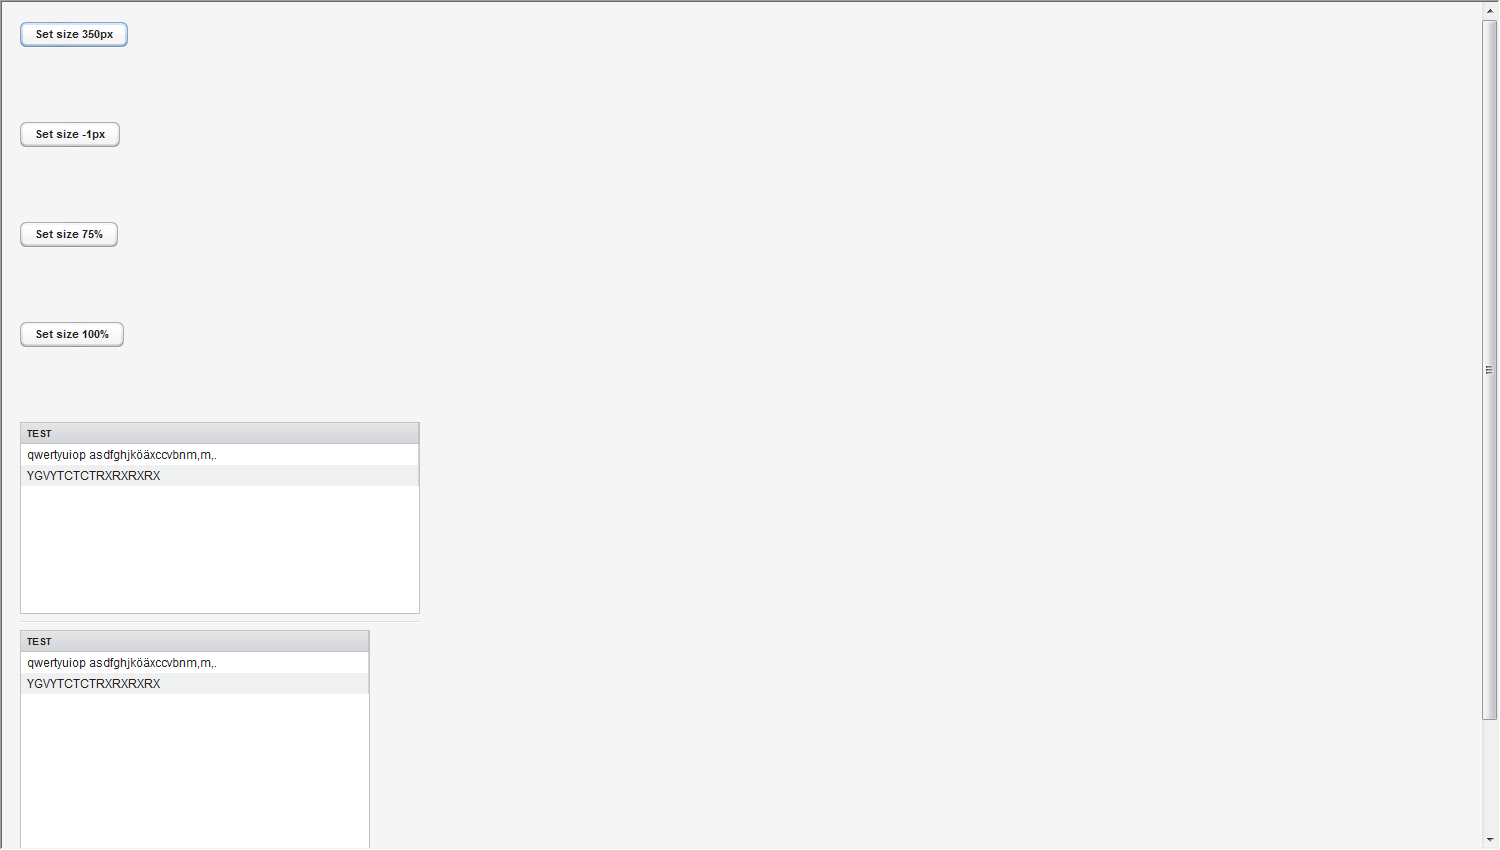 Set size 350px
Set size -1px
Set size 75%
Set size 100%
TEST
qwertyuiop asdfghjköäxccvbnm,m,.
YGVYTCTCTRXRXRXRX
TEST
qwertyuiop asdfghjköäxccvbnm,m,.
YGVYTCTCTRXRXRXRX